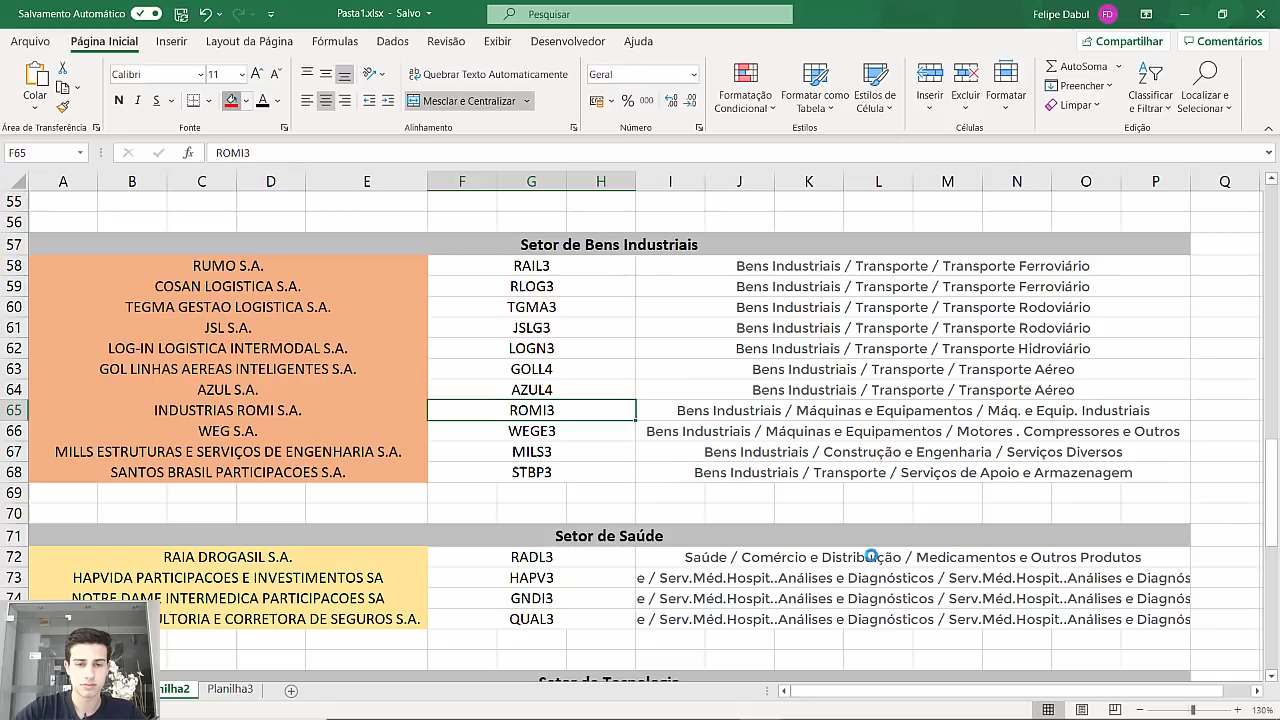 Salvamento Automático Pasta1.xlsx - Salvo Pesquisar Felipe Dabul FD
Arquivo Página Inicial Inserir Layout da Página Fórmulas Dados Revisão Exibir Desenvolvedor Ajuda Compartilhar Comentários
Colar Calibri 11 Quebrar Texto Automaticamente Geral Formatação Condicional Formatar como Tabela Estilos de Célula Inserir Excluir Formatar AutoSoma Classificar e Filtrar Localizar e Selecionar
Preencher
N I S Mesclar e Centralizar % 000 Limpar
Área de Transferência Fonte Alinhamento Número Estilos Células Edição
F65 fx ROMI3
A B C D E F G H I J K L M N O P Q
55
56
57 Setor de Bens Industriais
58 RUMO S.A. RAIL3 Bens Industriais / Transporte / Transporte Ferroviário
59 COSAN LOGISTICA S.A. RLOG3 Bens Industriais / Transporte / Transporte Ferroviário
60 TEGMA GESTAO LOGISTICA S.A. TGMA3 Bens Industriais / Transporte / Transporte Rodoviário
61 JSL S.A. JSLG3 Bens Industriais / Transporte / Transporte Rodoviário
62 LOG-IN LOGISTICA INTERMODAL S.A. LOGN3 Bens Industriais / Transporte / Transporte Hidroviário
63 GOL LINHAS AEREAS INTELIGENTES S.A. GOLL4 Bens Industriais / Transporte / Transporte Aéreo
64 AZUL S.A. AZUL4 Bens Industriais / Transporte / Transporte Aéreo
65 INDUSTRIAS ROMI S.A. ROMI3 Bens Industriais / Máquinas e Equipamentos / Máq. e Equip. Industriais
66 WEG S.A. WEGE3 Bens Industriais / Máquinas e Equipamentos / Motores . Compressores e Outros
67 MILLS ESTRUTURAS E SERVIÇOS DE ENGENHARIA S.A. MILS3 Bens Industriais / Construção e Engenharia / Serviços Diversos
68 SANTOS BRASIL PARTICIPACOES S.A. STBP3 Bens Industriais / Transporte / Serviços de Apoio e Armazenagem
69
70
71 Setor de Saúde
72 RAIA DROGASIL S.A. RADL3 Saúde / Comércio e Distribuição / Medicamentos e Outros Produtos
73 HAPVIDA PARTICIPACOES E INVESTIMENTOS SA HAPV3 e / Serv.Méd.Hospit..Análises e Diagnósticos / Serv.Méd.Hospit..Análises e Diagnós
74 NOTRE DAME INTERMEDICA PARTICIPACOES SA GNDI3 e / Serv.Méd.Hospit..Análises e Diagnósticos / Serv.Méd.Hospit..Análises e Diagnós
E CORRETORA DE SEGUROS S.A. QUAL3 e / Serv.Méd.Hospit..Análises e Diagnósticos / Serv.Méd.Hospit..Análises e Diagnós
Setor de Tecnologia
Planilha3
130%